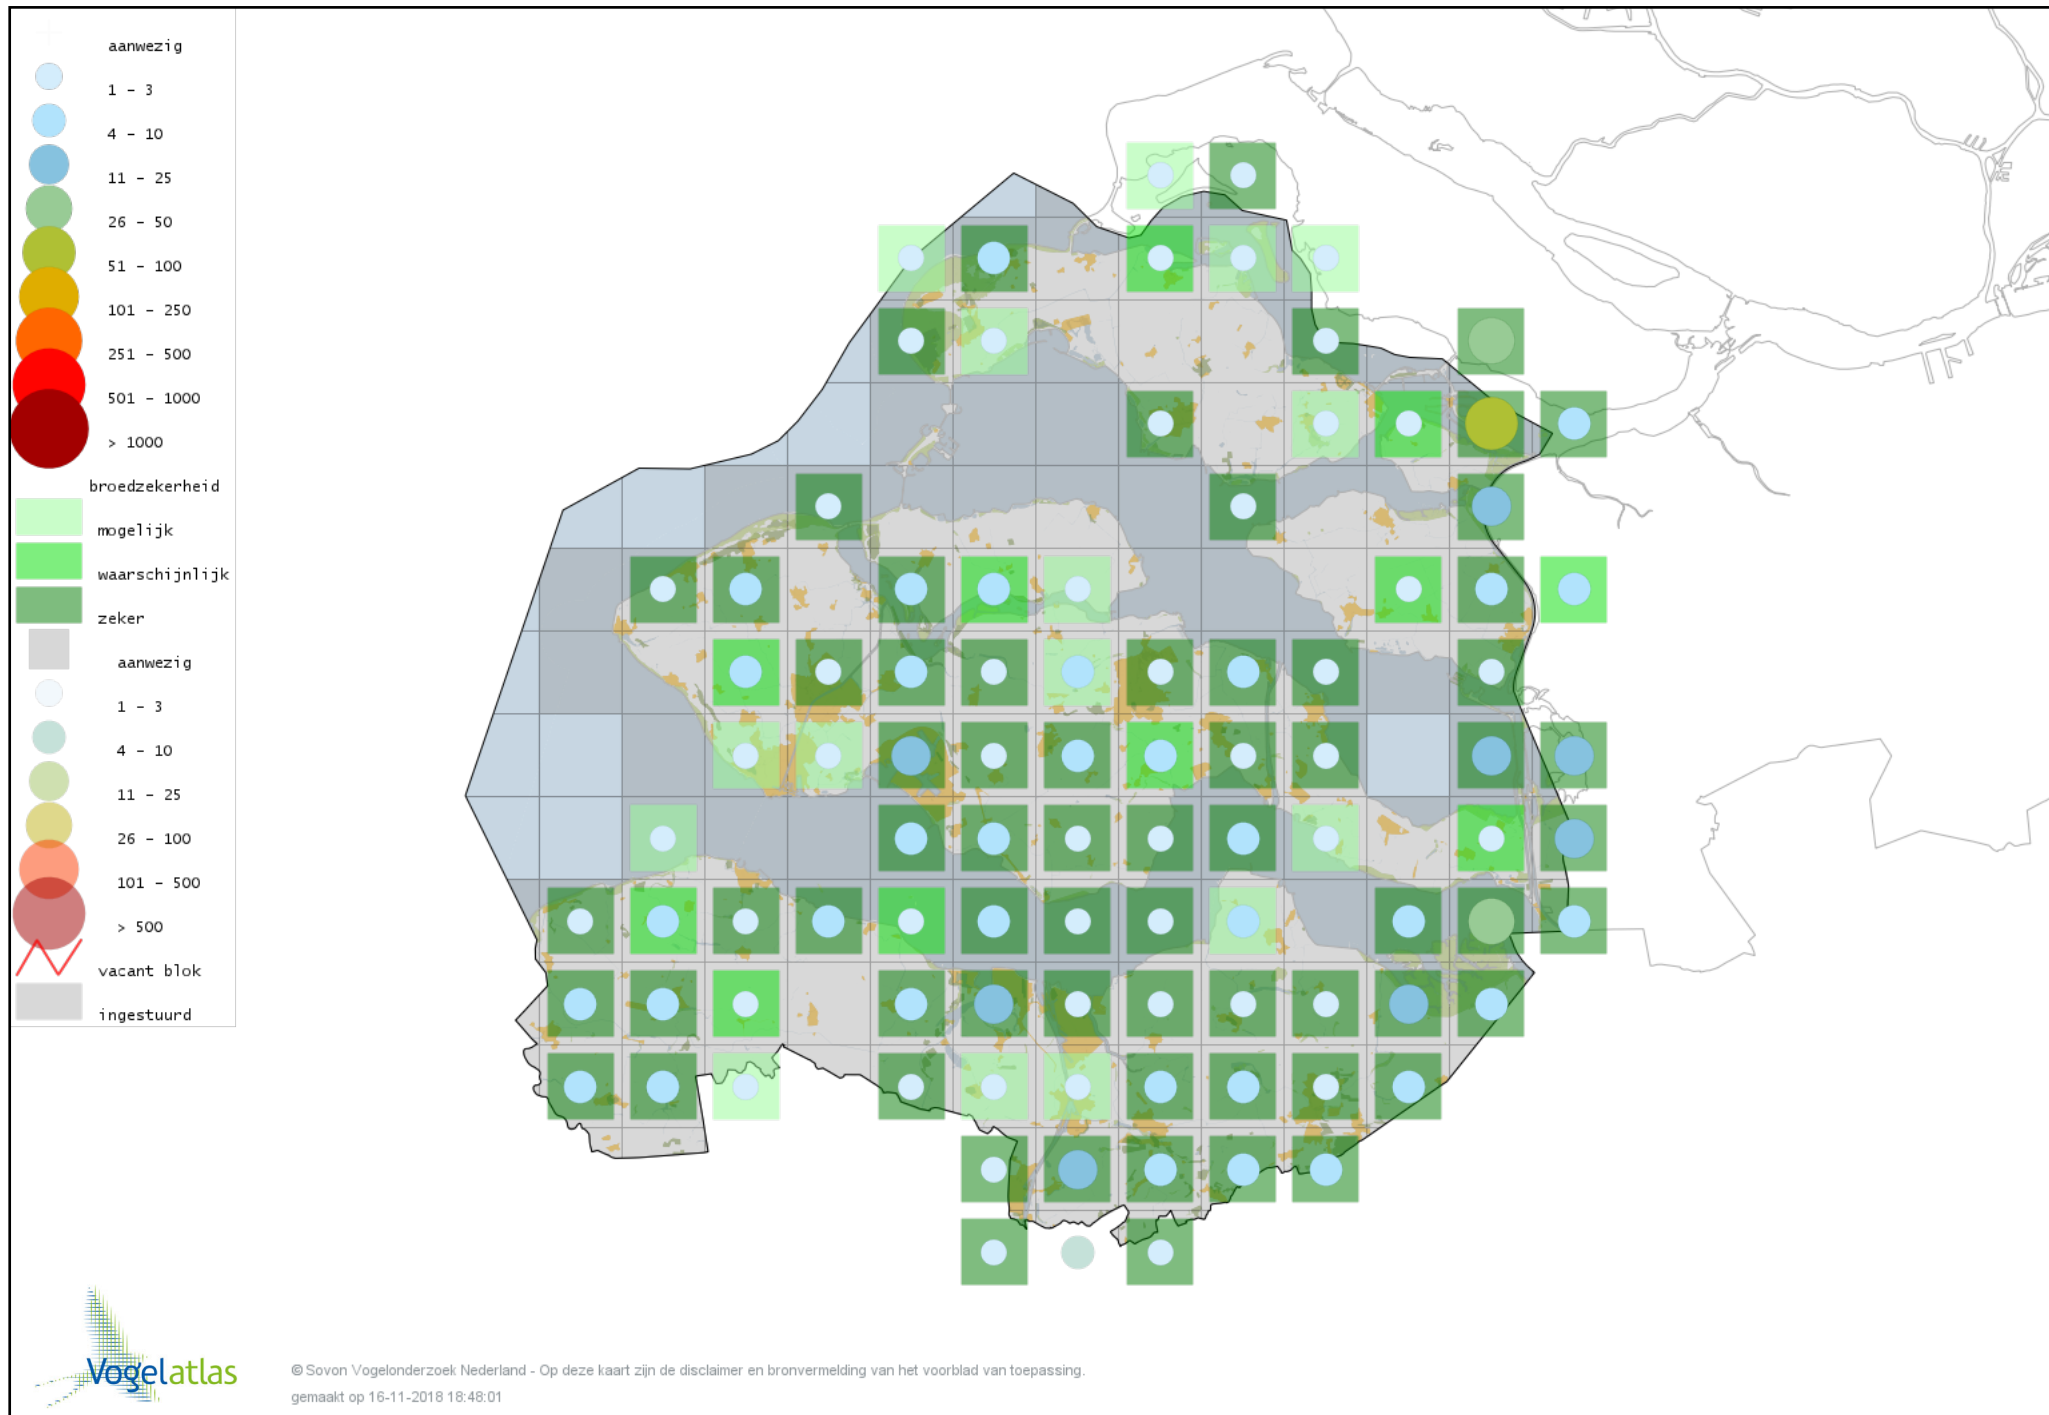 aanwezig
1 - 3
4 - 10
11 - 25
26 - 50
51 - 100
101 - 250
251 - 500
501 - 1000
> 1000
broedzekerheid
mogelijk
waarschijnlijk
zeker
aanwezig
1 - 3
4 - 10
11 - 25
26 - 100
101 - 500
> 500
vacant blok
ingestuurd
Vogelatlas
© Sovon Vogelonderzoek Nederland - Op deze kaart zijn de disclaimer en bronvermelding van het voorblad van toepassing.
gemaakt op 16-11-2018 18:48:01